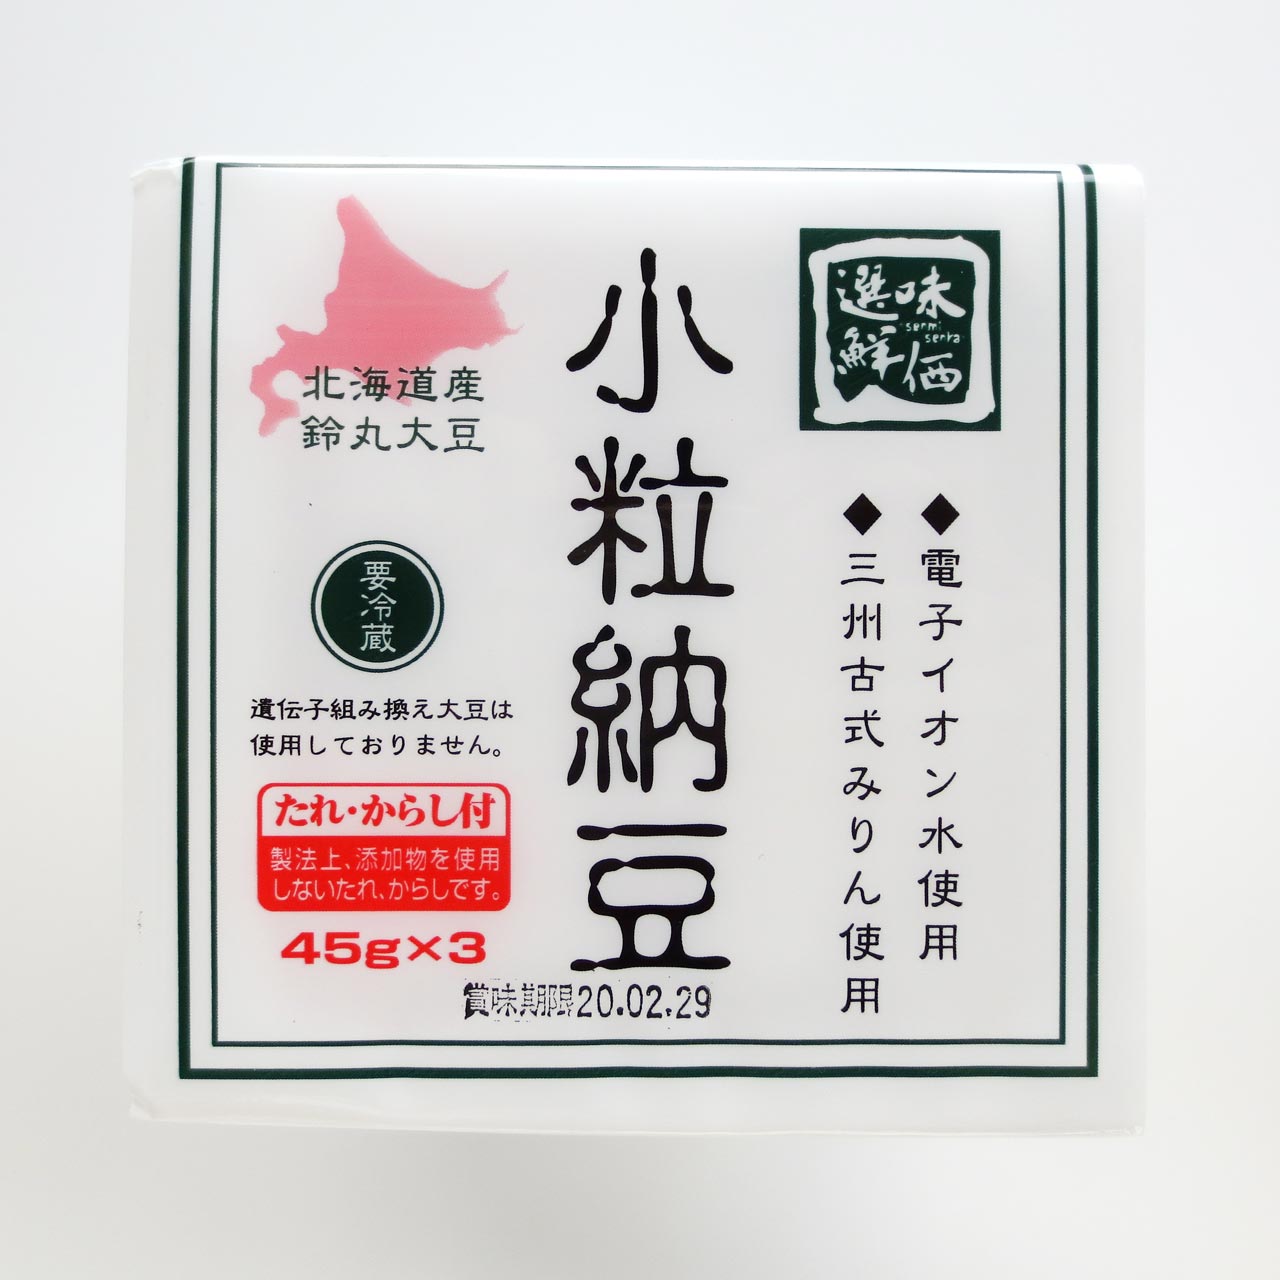 選味
鮮価
senmi
senka
◆電子イオン水使用
◆三州古式みりん使用
小粒納豆
北海道産
鈴丸大豆
要冷蔵
遺伝子組み換え大豆は
使用しておりません。
たれ・からし付
製法上、添加物を使用
しないたれ、からしです。
45g×3
賞味期限20.02.29